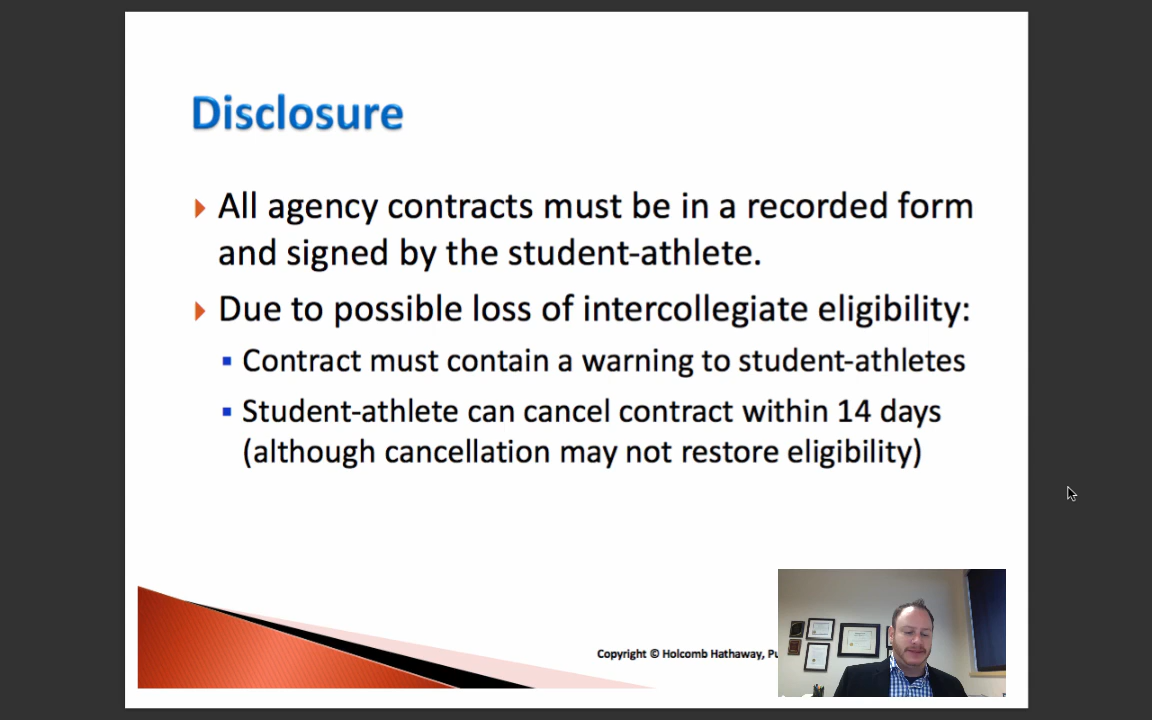 Disclosure
All agency contracts must be in a recorded form
and signed by the student-athlete.
Due to possible loss of intercollegiate eligibility:
Contract must contain a warning to student-athletes
Student-athlete can cancel contract within 14 days
(although cancellation may not restore eligibility)
Copyright © Holcomb Hathaway,